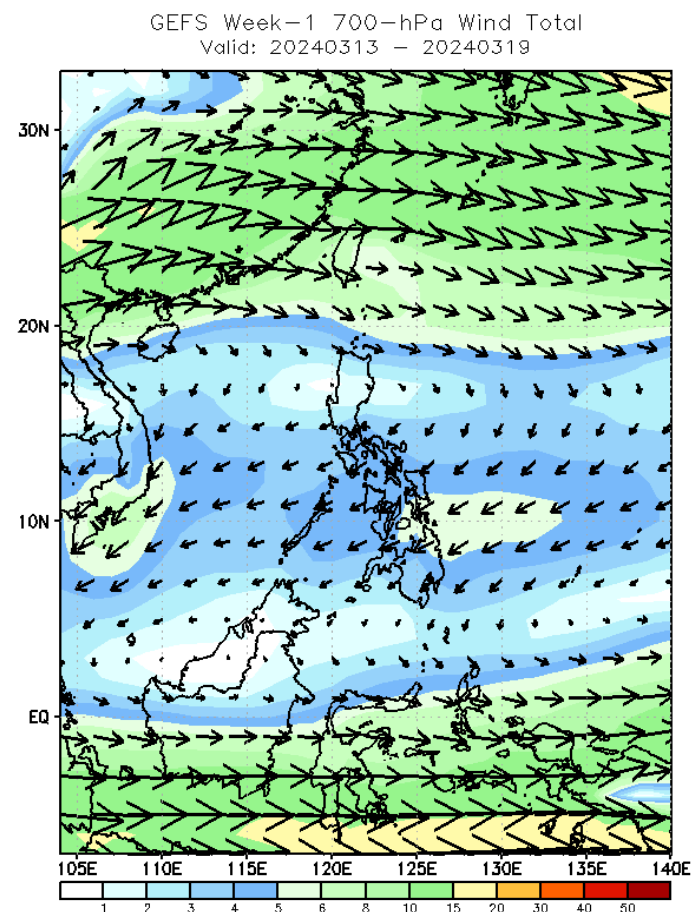 GEFS Week-1 700-hPa Wind Total
Valid: 20240313 - 20240319
30N
20N
10N
EQ
105E 110E 115E 120E 125E 130E 135E 140E
1 2 3 4 5 6 8 10 15 20 30 40 50